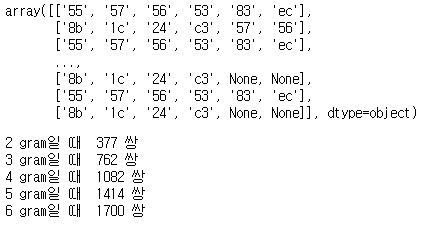 array([['55', '57', '56', '53', '83', 'ec'],
['8b', '1c', '24', 'c3', '57', '56'],
['55', '57', '56', '53', '83', 'ec'],
...,
['8b', '1c', '24', 'c3', None, None],
['55', '57', '56', '53', '83', 'ec'],
['8b', '1c', '24', 'c3', None, None]], dtype=object)
2 gram일 때 377 쌍
3 gram일 때 762 쌍
4 gram일 때 1082 쌍
5 gram일 때 1414 쌍
6 gram일 때 1700 쌍